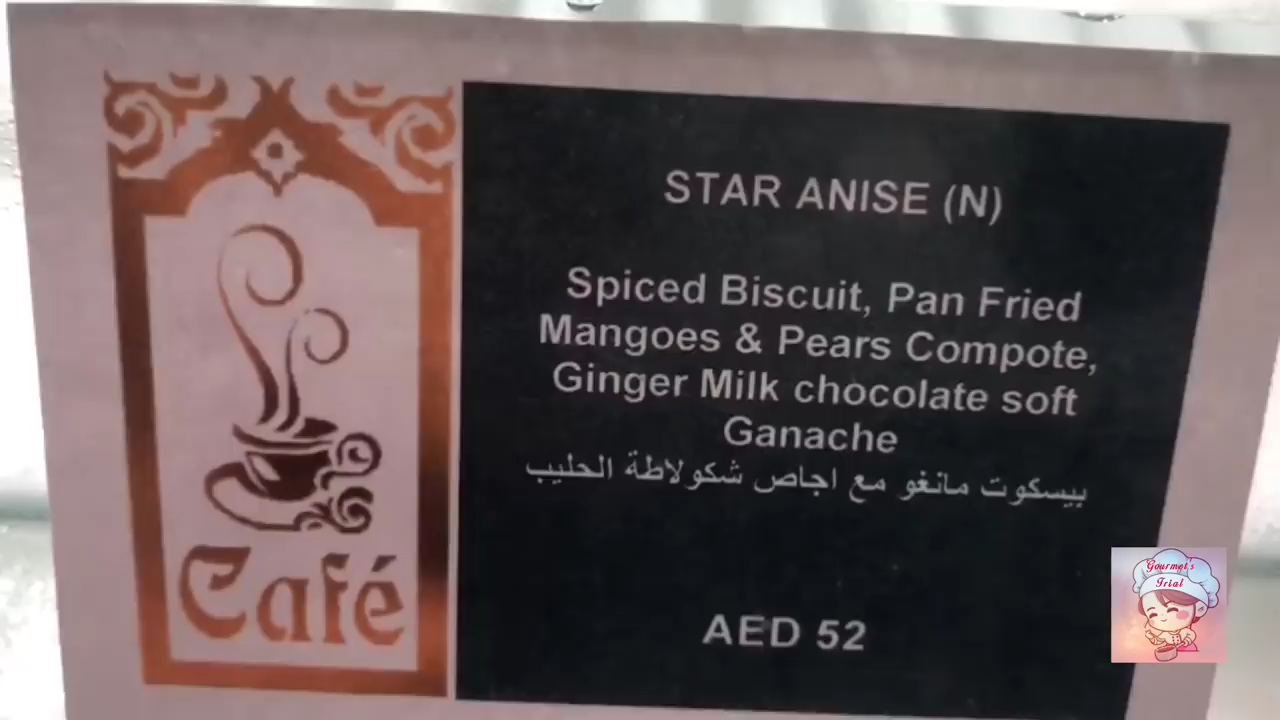 STAR ANISE (N)
Spiced Biscuit, Pan Fried
Mangoes & Pears Compote,
Ginger Milk chocolate soft
Ganache
بيسكوت مانغو مع اجاص شكولاطة الحليب
AED 52
Café
Gourmet's
Trial